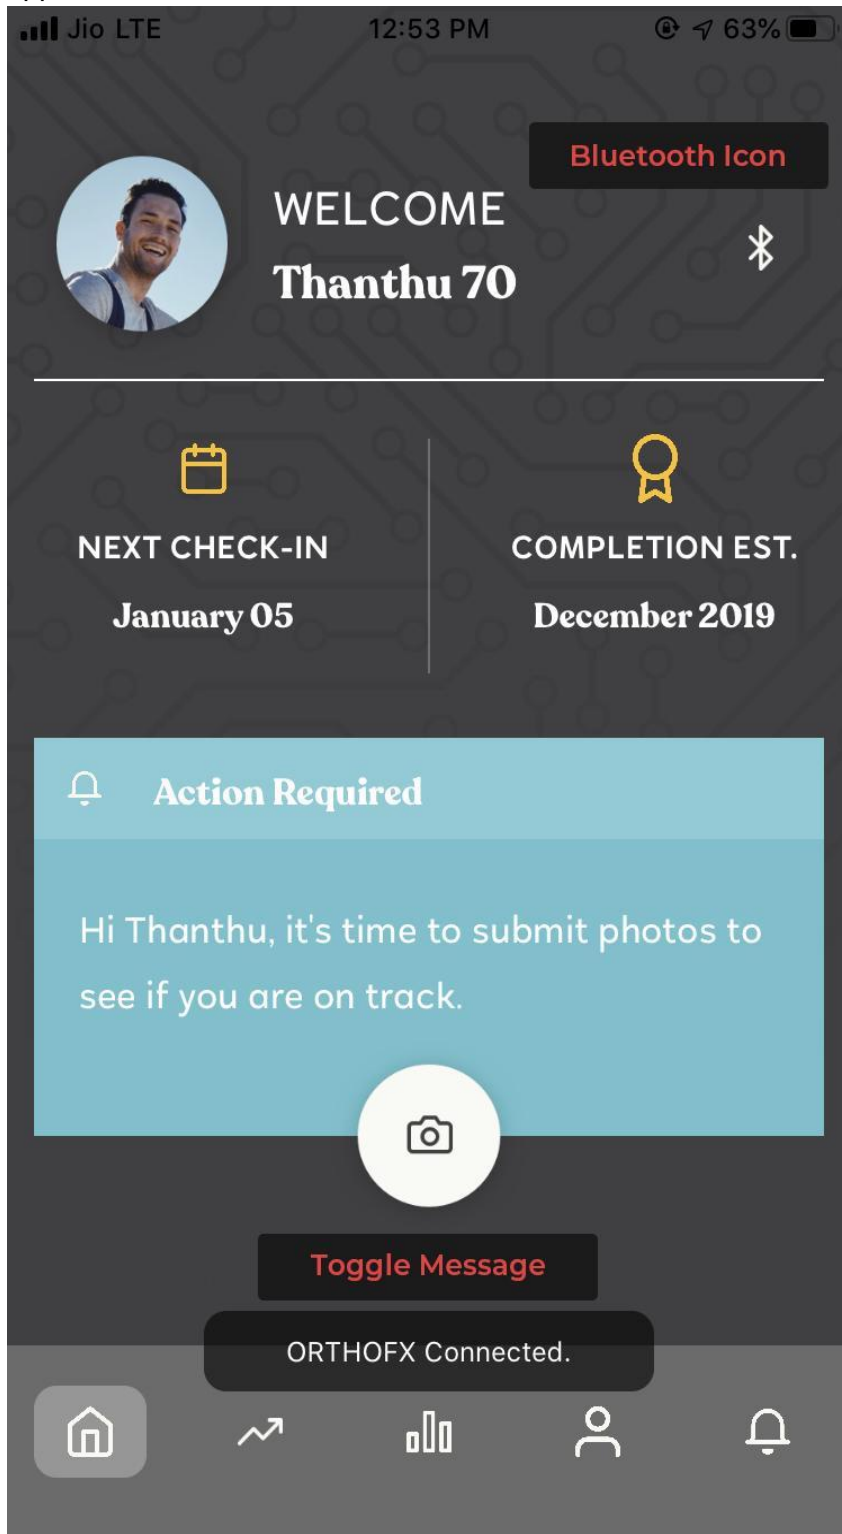 Jio LTE 12:53 PM 63%
Bluetooth Icon
WELCOME
Thanthu 70
NEXT CHECK-IN
January 05
COMPLETION EST.
December 2019
Action Required
Hi Thanthu, it's time to submit photos to
see if you are on track.
Toggle Message
ORTHOFX Connected.